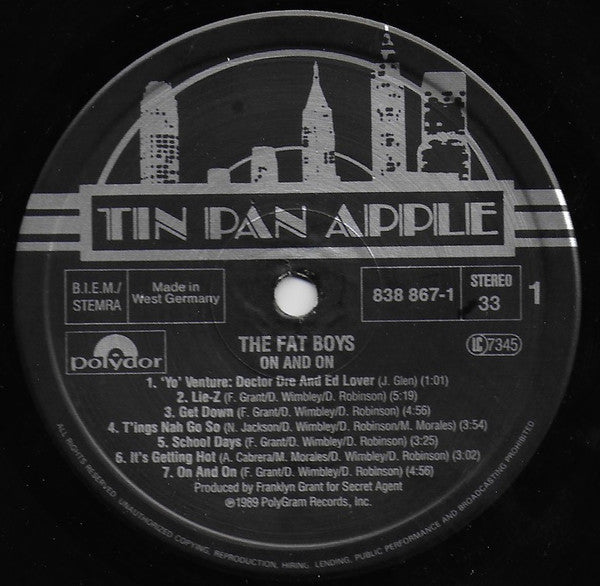 TIN PAN APPLE
B.I.E.M./
STEMRA
Made in
West Germany
838 867-1
STEREO
33
1
polydor
THE FAT BOYS
ON AND ON
LC 7345
1. 'Yo' Venture: Doctor Dre And Ed Lover (J. Glen) (1:01)
2. Lie-Z (F. Grant/D. Wimbley/D. Robinson) (5:19)
3. Get Down (F. Grant/D. Wimbley/D. Robinson) (4:56)
4. T'ings Nah Go So (N. Jackson/D. Wimbley/D. Robinson/M. Morales) (3:54)
5. School Days (F. Grant/D. Wimbley/D. Robinson) (3:25)
6. It's Getting Hot (A. Cabrera/M. Morales/D. Wimbley/D. Robinson) (3:02)
7. On And On (F. Grant/D. Wimbley/D. Robinson) (4:56)
Produced by Franklyn Grant for Secret Agent
℗1989 PolyGram Records, Inc.
ALL RIGHTS RESERVED. UNAUTHORIZED COPYING, REPRODUCTION, HIRING, LENDING, PUBLIC PERFORMANCE AND BROADCASTING PROHIBITED